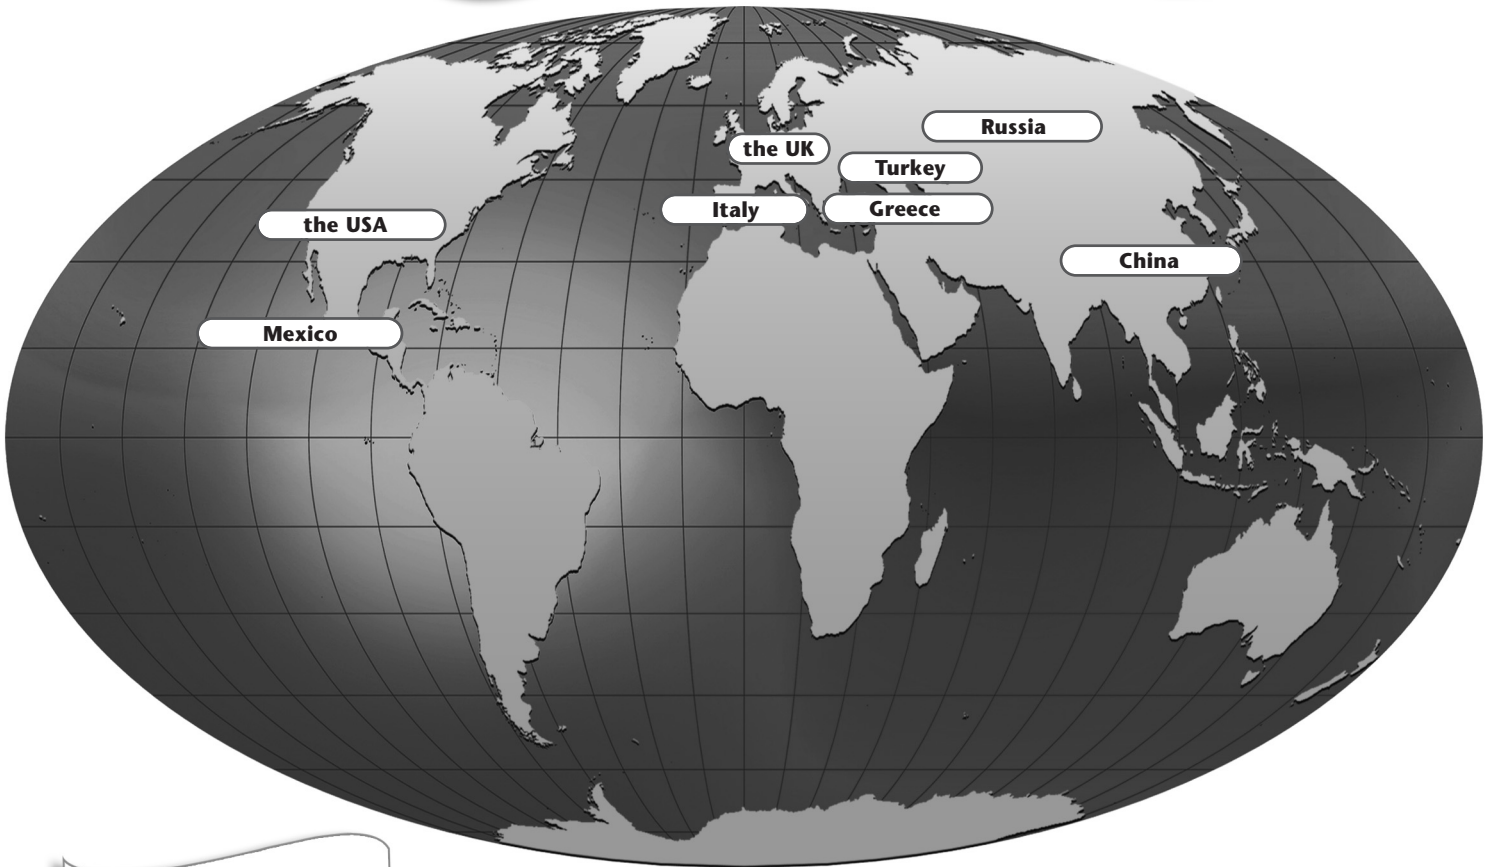 Russia
the UK
Turkey
Italy
Greece
the USA
China
Mexico